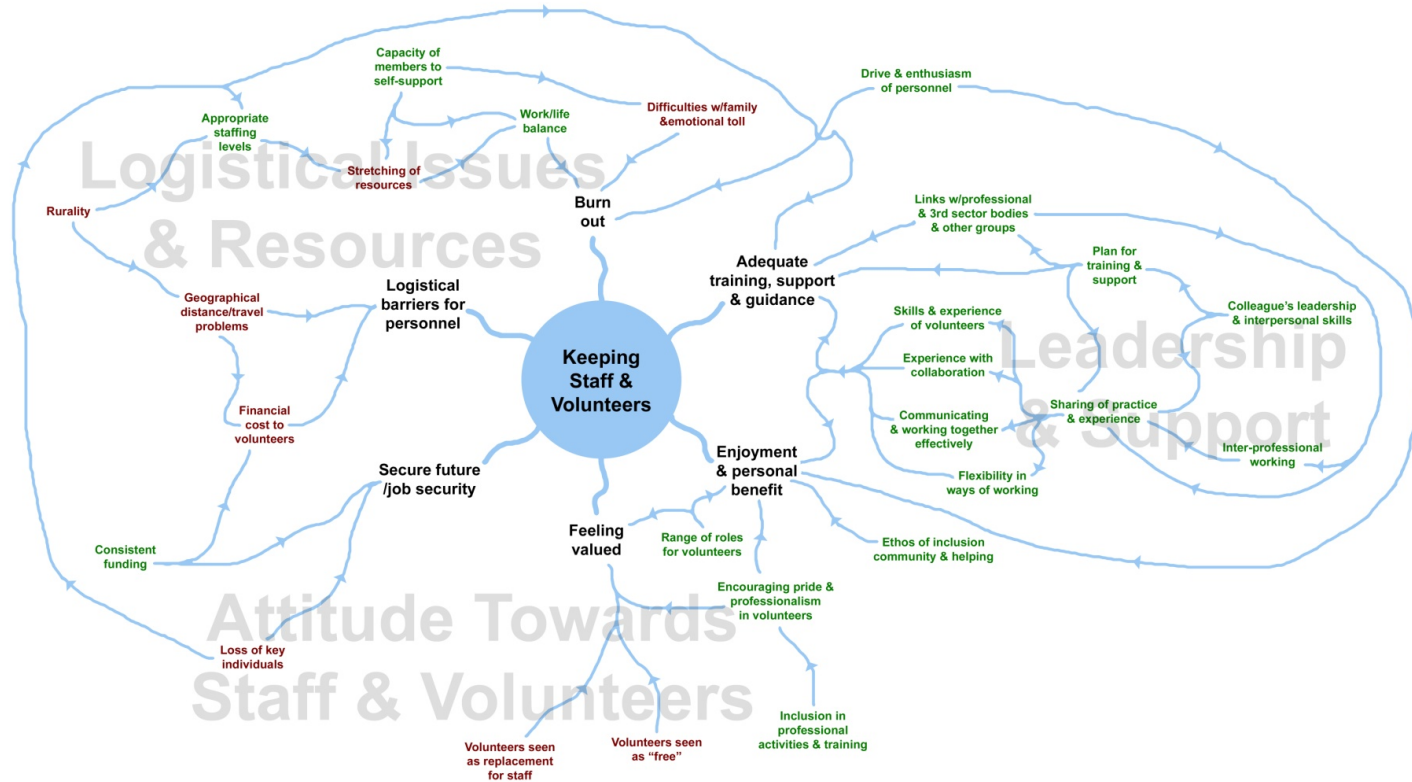 Capacity of
members to
self-support
Drive & enthusiasm
of personnel
Appropriate
staffing
levels
Work/life
balance
Difficulties w/family
&emotional toll
Logistical Issues
& Resources
Stretching of
resources
Rurality
Burn
out
Links w/professional
& 3rd sector bodies
& other groups
Adequate
training, support
& guidance
Plan for
training &
support
Geographical
distance/travel
problems
Logistical
barriers for
personnel
Skills & experience
of volunteers
Colleague's leadership
& interpersonal skills
Leadership
& Support
Keeping
Staff &
Volunteers
Experience with
collaboration
Financial
cost to
volunteers
Communicating
& working together
effectively
Sharing of practice
& experience
Inter-professional
working
Secure future
/job security
Enjoyment
& personal
benefit
Flexibility in
ways of working
Feeling
valued
Range of roles
for volunteers
Ethos of inclusion
community & helping
Consistent
funding
Encouraging pride &
professionalism
in volunteers
Attitude Towards
Staff & Volunteers
Loss of key
individuals
Inclusion in
professional
activities & training
Volunteers seen
as replacement
for staff
Volunteers seen
as “free”